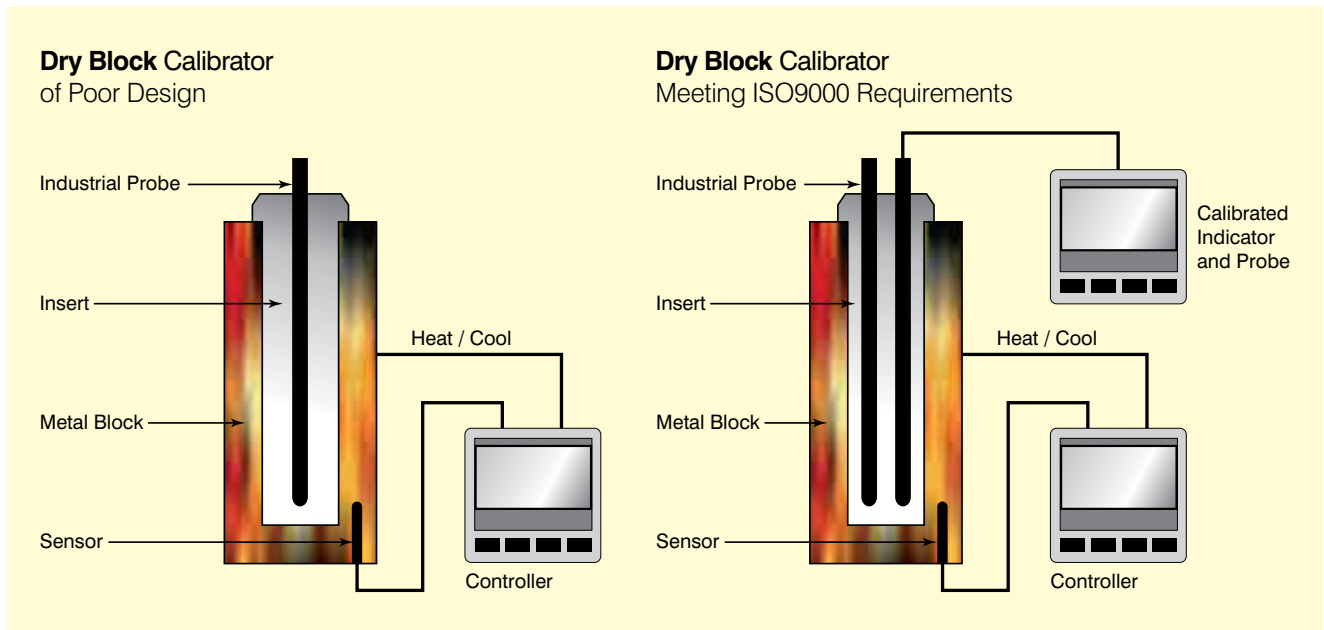 Dry Block Calibrator
of Poor Design
Industrial Probe
Insert
Heat / Cool
Metal Block
Sensor
Controller
Dry Block Calibrator
Meeting ISO9000 Requirements
Industrial Probe
Calibrated
Indicator
and Probe
Insert
Heat / Cool
Metal Block
Sensor
Controller